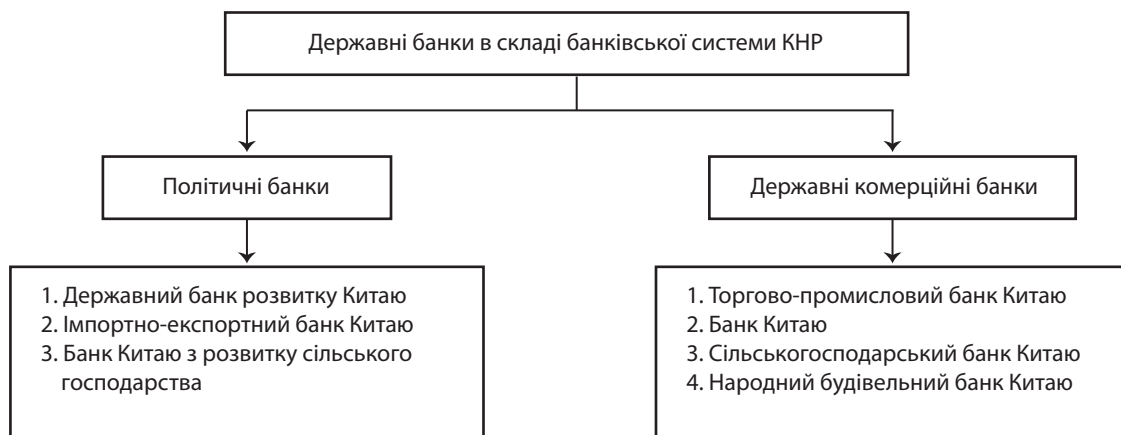 Державні банки в складі банківської системи КНР
Політичні банки
Державні комерційні банки
1. Державний банк розвитку Китаю
2. Імпортно-експортний банк Китаю
3. Банк Китаю з розвитку сільського
господарства
1. Торгово-промисловий банк Китаю
2. Банк Китаю
3. Сільськогосподарський банк Китаю
4. Народний будівельний банк Китаю